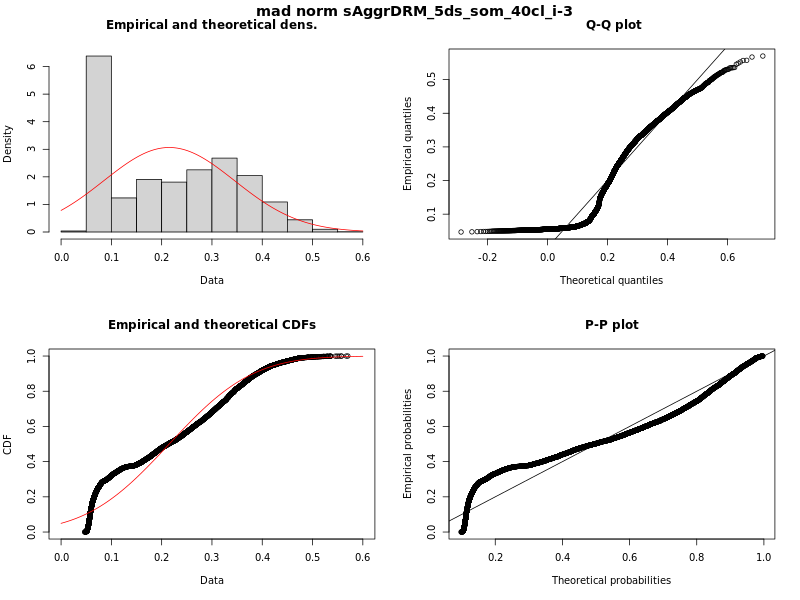 mad norm sAggrDRM_5ds_som_40cl_i-3
Empirical and theoretical dens.
Density
0 1 2 3 4 5 6
0.0 0.1 0.2 0.3 0.4 0.5 0.6
Data
Q-Q plot
Empirical quantiles
0.1 0.2 0.3 0.4 0.5
-0.2 0.0 0.2 0.4 0.6
Theoretical quantiles
Empirical and theoretical CDFs
CDF
0.0 0.2 0.4 0.6 0.8 1.0
0.0 0.1 0.2 0.3 0.4 0.5 0.6
Data
P-P plot
Empirical probabilities
0.0 0.2 0.4 0.6 0.8 1.0
0.2 0.4 0.6 0.8 1.0
Theoretical probabilities